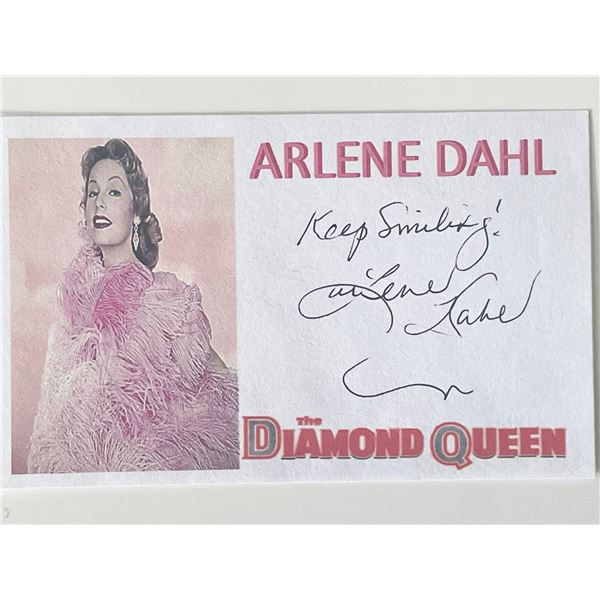 ARLENE DAHL
Keep Smiling!
Arlene Dahl
The DIAMOND QUEEN